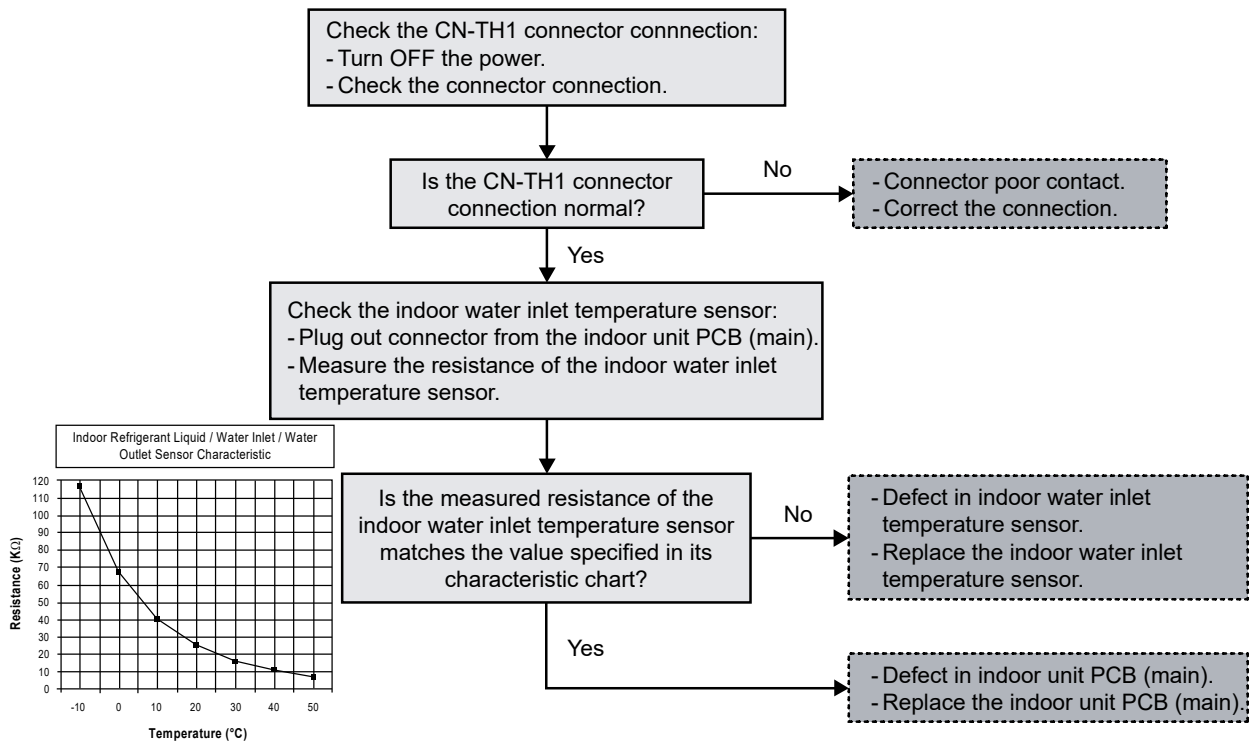 Check the CN-TH1 connector connnection:
- Turn OFF the power.
- Check the connector connection.
Is the CN-TH1 connector
connection normal?
No
- Connector poor contact.
- Correct the connection.
Yes
Check the indoor water inlet temperature sensor:
- Plug out connector from the indoor unit PCB (main).
- Measure the resistance of the indoor water inlet
temperature sensor.
Indoor Refrigerant Liquid / Water Inlet / Water
Outlet Sensor Characteristic
Resistance (KΩ)
120
110
100
90
80
70
60
50
40
30
20
10
0
-10 0 10 20 30 40 50
Temperature (°C)
Is the measured resistance of the
indoor water inlet temperature sensor
matches the value specified in its
characteristic chart?
No
- Defect in indoor water inlet
temperature sensor.
- Replace the indoor water inlet
temperature sensor.
Yes
- Defect in indoor unit PCB (main).
- Replace the indoor unit PCB (main).